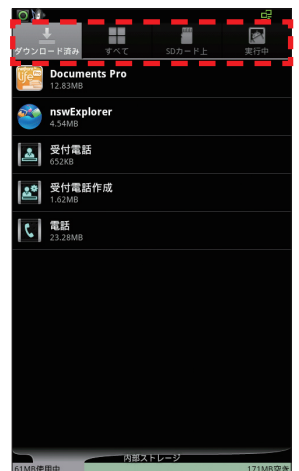 ダウンロード済み
すべて
SDカード上
実行中
Documents Pro
12.83MB
nswExplorer
4.54MB
受付電話
652KB
受付電話作成
1.62MB
電話
23.28MB
内部ストレージ
61MB使用中
171MB空き